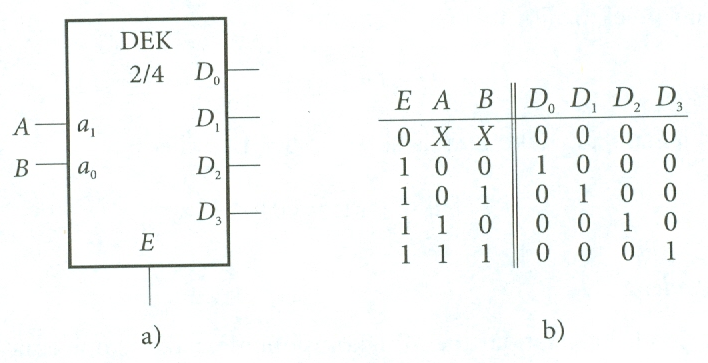 DEK
2/4 D₀
A a₁ D₁
B a₀ D₂
D₃
E
a)
E A B D₀ D₁ D₂ D₃
0 X X 0 0 0 0
1 0 0 1 0 0 0
1 0 1 0 1 0 0
1 1 0 0 0 1 0
1 1 1 0 0 0 1
b)